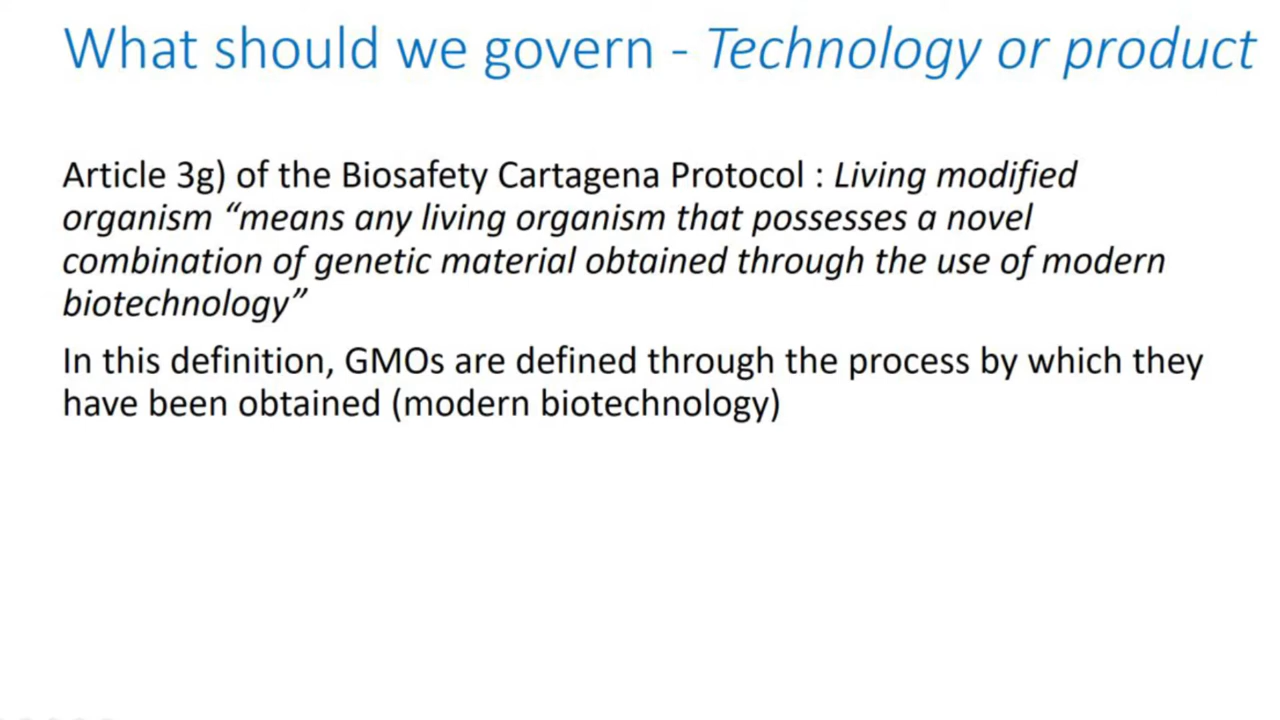 What should we govern - Technology or product
Article 3g) of the Biosafety Cartagena Protocol : Living modified
organism “means any living organism that possesses a novel
combination of genetic material obtained through the use of modern
biotechnology”
In this definition, GMOs are defined through the process by which they
have been obtained (modern biotechnology)